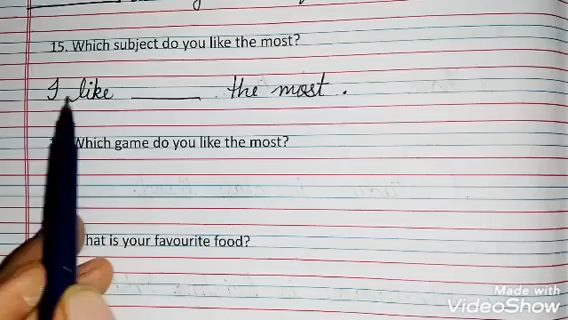 15. Which subject do you like the most?
I like ______ the most.
Which game do you like the most?
hat is your favourite food?
Made with
VideoShow